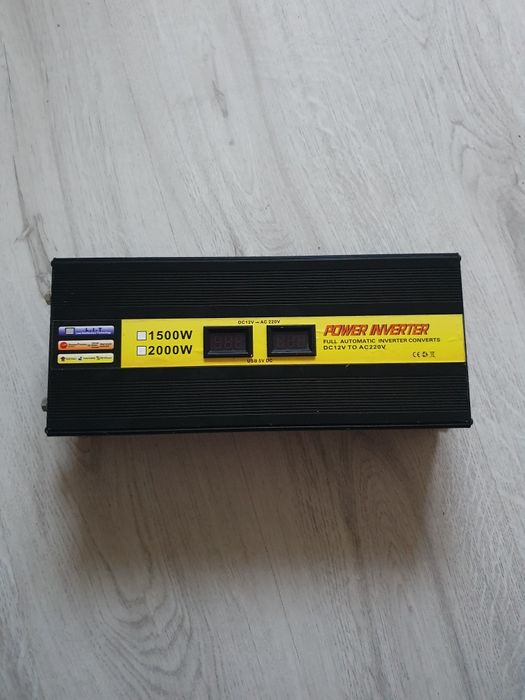 1500W
2000W
DC12V — AC 220V
USB 5V DC
POWER INVERTER
FULL AUTOMATIC INVERTER CONVERTS
DC12V TO AC220V
CE